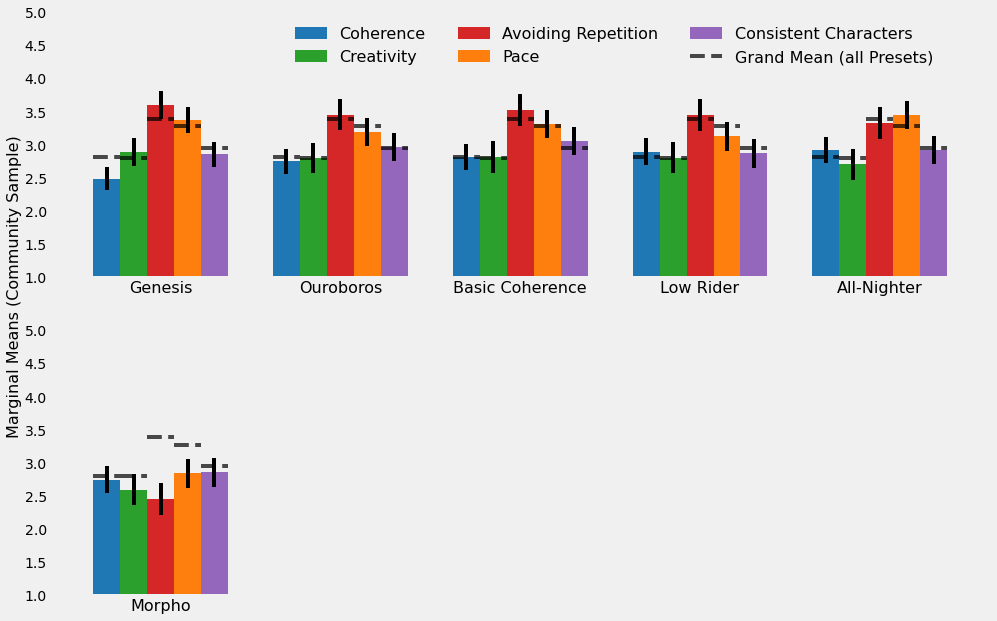 Marginal Means (Community Sample)
5.0
4.5
4.0
3.5
3.0
2.5
2.0
1.5
1.0
Coherence
Creativity
Avoiding Repetition
Pace
Consistent Characters
Grand Mean (all Presets)
Genesis
Ouroboros
Basic Coherence
Low Rider
All-Nighter
5.0
4.5
4.0
3.5
3.0
2.5
2.0
1.5
1.0
Morpho